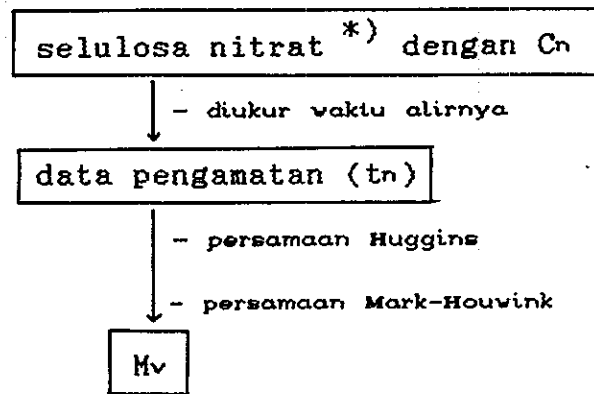 selulosa nitrat *) dengan Cn
- diukur waktu alirnya
data pengamatan (tn)
- persamaan Huggins
- persamaan Mark-Houwink
Mv